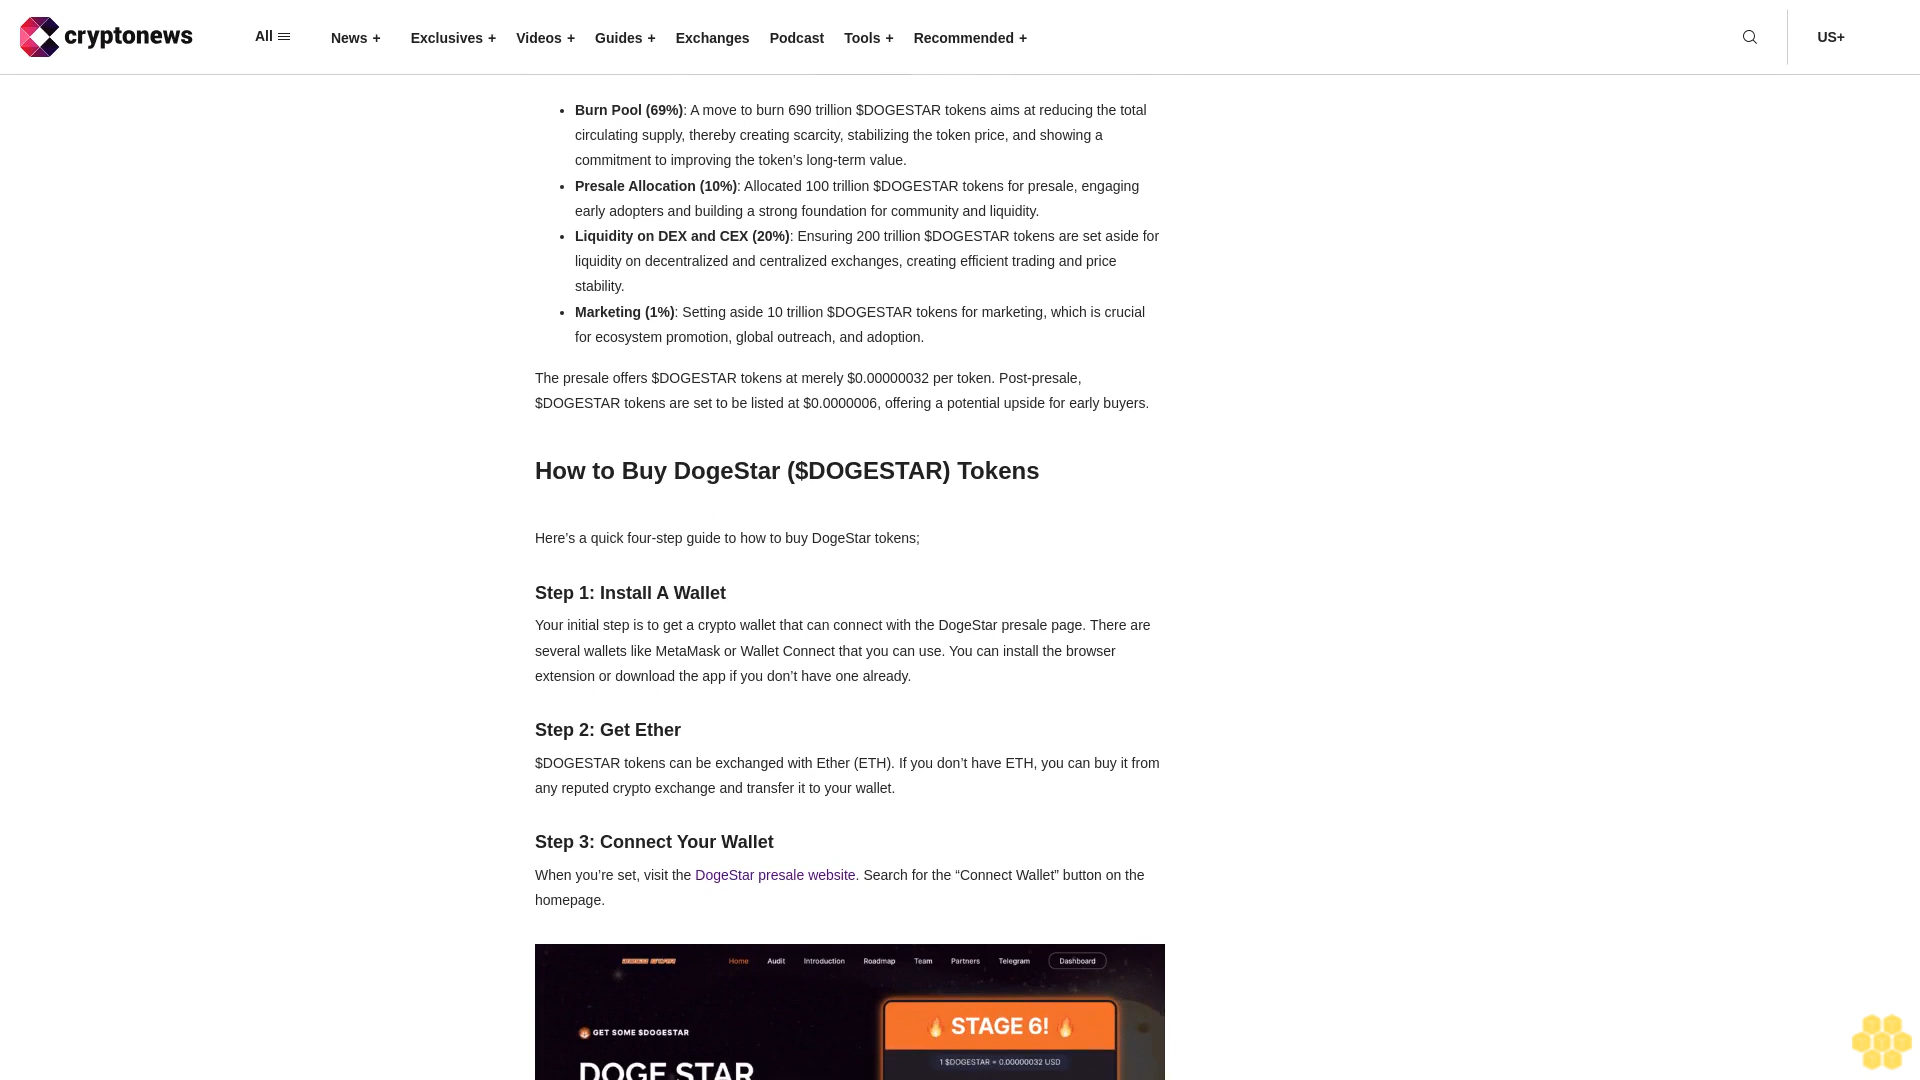 cryptonews All News + Exclusives + Videos + Guides + Exchanges Podcast Tools + Recommended + US+
• Burn Pool (69%): A move to burn 690 trillion $DOGESTAR tokens aims at reducing the total
circulating supply, thereby creating scarcity, stabilizing the token price, and showing a
commitment to improving the token’s long-term value.
• Presale Allocation (10%): Allocated 100 trillion $DOGESTAR tokens for presale, engaging
early adopters and building a strong foundation for community and liquidity.
• Liquidity on DEX and CEX (20%): Ensuring 200 trillion $DOGESTAR tokens are set aside for
liquidity on decentralized and centralized exchanges, creating efficient trading and price
stability.
• Marketing (1%): Setting aside 10 trillion $DOGESTAR tokens for marketing, which is crucial
for ecosystem promotion, global outreach, and adoption.
The presale offers $DOGESTAR tokens at merely $0.00000032 per token. Post-presale,
$DOGESTAR tokens are set to be listed at $0.0000006, offering a potential upside for early buyers.
How to Buy DogeStar ($DOGESTAR) Tokens
Here’s a quick four-step guide to how to buy DogeStar tokens;
Step 1: Install A Wallet
Your initial step is to get a crypto wallet that can connect with the DogeStar presale page. There are
several wallets like MetaMask or Wallet Connect that you can use. You can install the browser
extension or download the app if you don’t have one already.
Step 2: Get Ether
$DOGESTAR tokens can be exchanged with Ether (ETH). If you don’t have ETH, you can buy it from
any reputed crypto exchange and transfer it to your wallet.
Step 3: Connect Your Wallet
When you’re set, visit the DogeStar presale website. Search for the “Connect Wallet” button on the
homepage.
DOGE STAR Home Audit Introduction Roadmap Team Partners Telegram Dashboard
STAGE 6!
GET SOME $DOGESTAR
1 $DOGESTAR = 0.00000032 USD
DOGE STAR